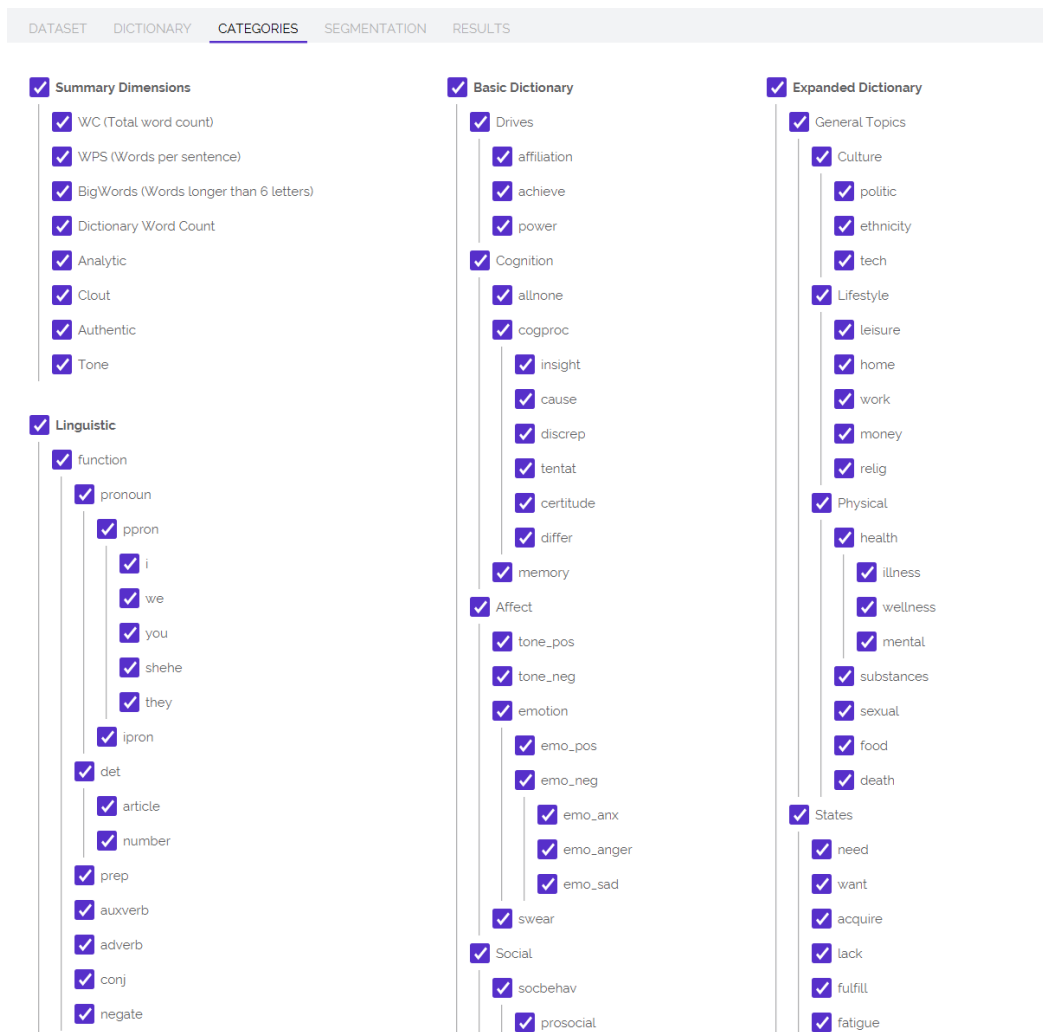 DATASET DICTIONARY CATEGORIES SEGMENTATION RESULTS
Summary Dimensions
WC (Total word count)
WPS (Words per sentence)
BigWords (Words longer than 6 letters)
Dictionary Word Count
Analytic
Clout
Authentic
Tone
Linguistic
function
pronoun
ppron
i
we
you
shehe
they
ipron
det
article
number
prep
auxverb
adverb
conj
negate
Basic Dictionary
Drives
affiliation
achieve
power
Cognition
allnone
cogproc
insight
cause
discrep
tentat
certitude
differ
memory
Affect
tone_pos
tone_neg
emotion
emo_pos
emo_neg
emo_anx
emo_anger
emo_sad
swear
Social
socbehav
prosocial
Expanded Dictionary
General Topics
Culture
politic
ethnicity
tech
Lifestyle
leisure
home
work
money
relig
Physical
health
illness
wellness
mental
substances
sexual
food
death
States
need
want
acquire
lack
fulfill
fatigue